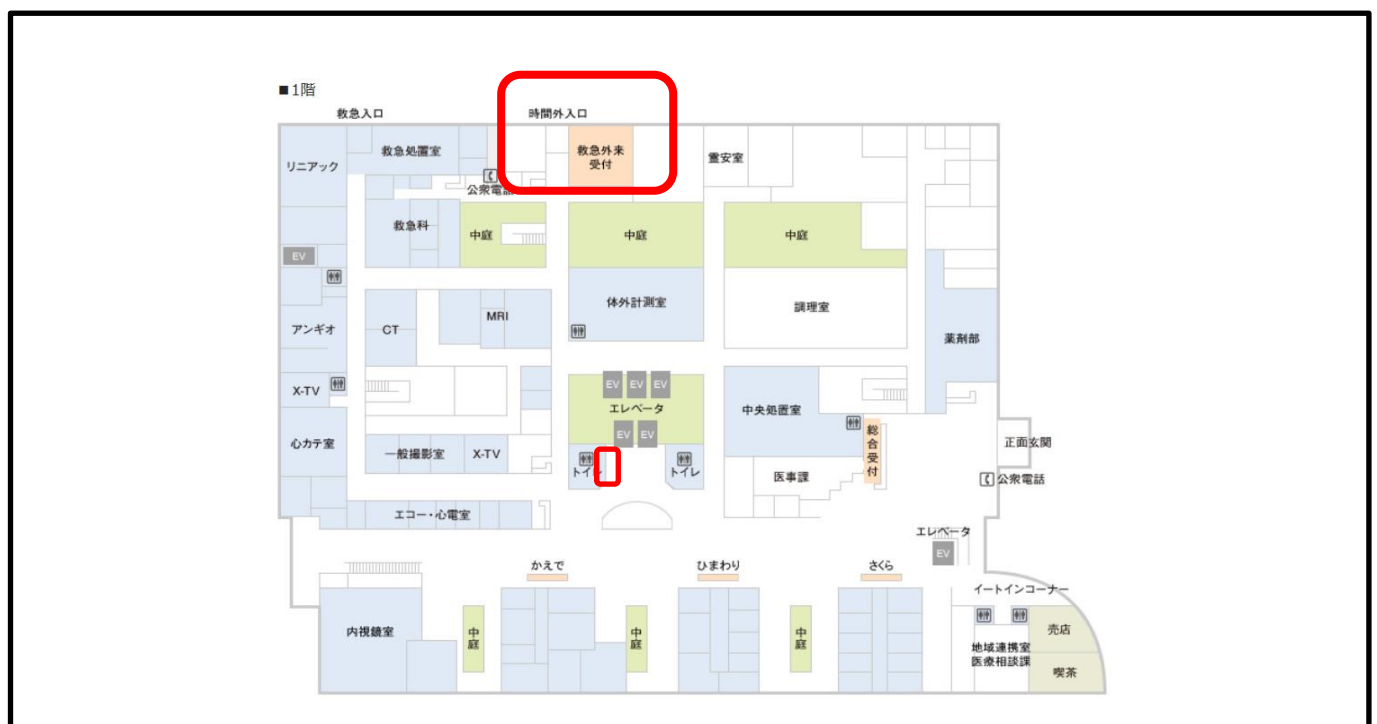 ■1階
救急入口
時間外入口
リニアック
救急処置室
救急外来
受付
霊安室
公衆電話
救急科
中庭
中庭
中庭
EV
体外計測室
調理室
アンギオ
CT
MRI
薬剤部
X-TV
EV EV EV
エレベータ
EV EV
中央処置室
総合受付
正面玄関
心カテ室
一般撮影室
X-TV
トイレ
トイレ
医事課
公衆電話
エコー・心電室
エレベータ
EV
かえで
ひまわり
さくら
イートインコーナー
内視鏡室
中庭
中庭
中庭
売店
地域連携室
医療相談課
喫茶